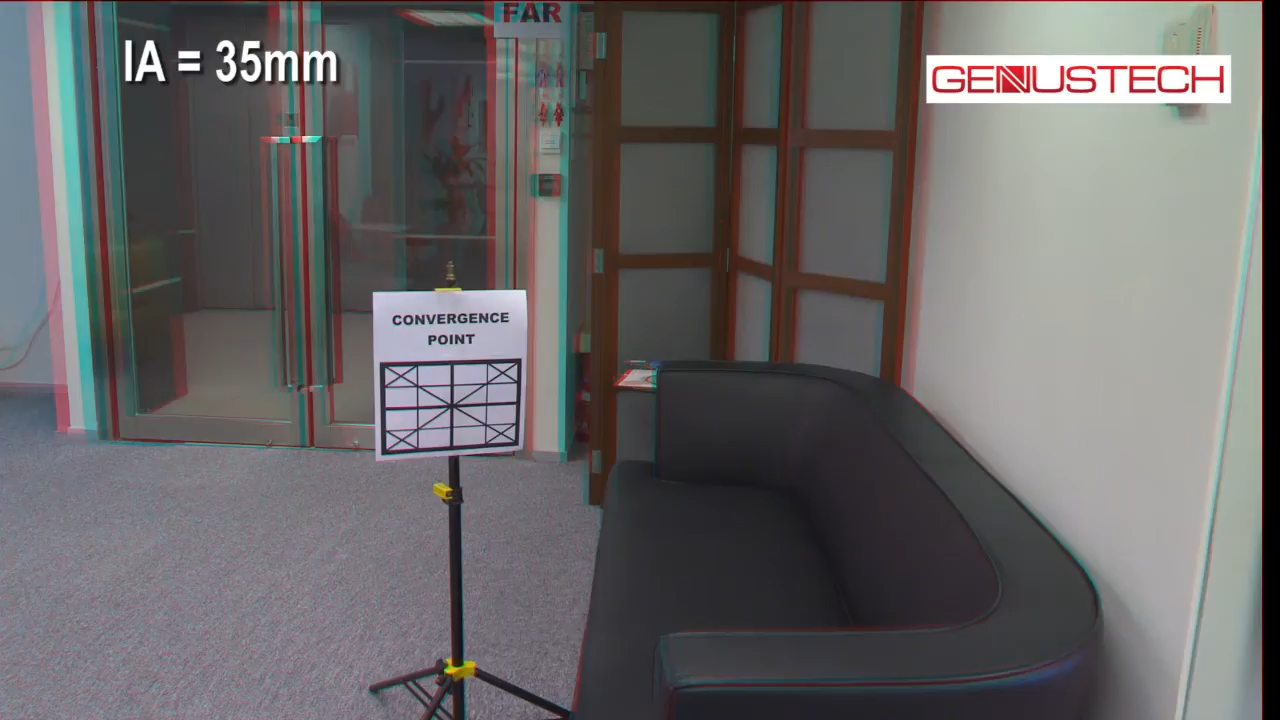 FAR
IA = 35mm
GENUSTECH
CONVERGENCE
POINT